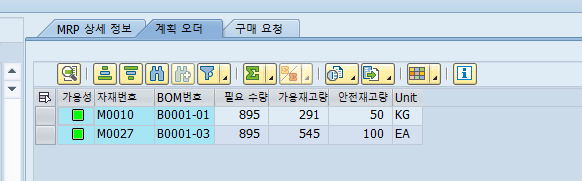 MRP 상세 정보 계획 오더 구매 요청
가용성 자재번호 BOM번호 필요 수량 가용재고량 안전재고량 Unit
M0010 B0001-01 895 291 50 KG
M0027 B0001-03 895 545 100 EA